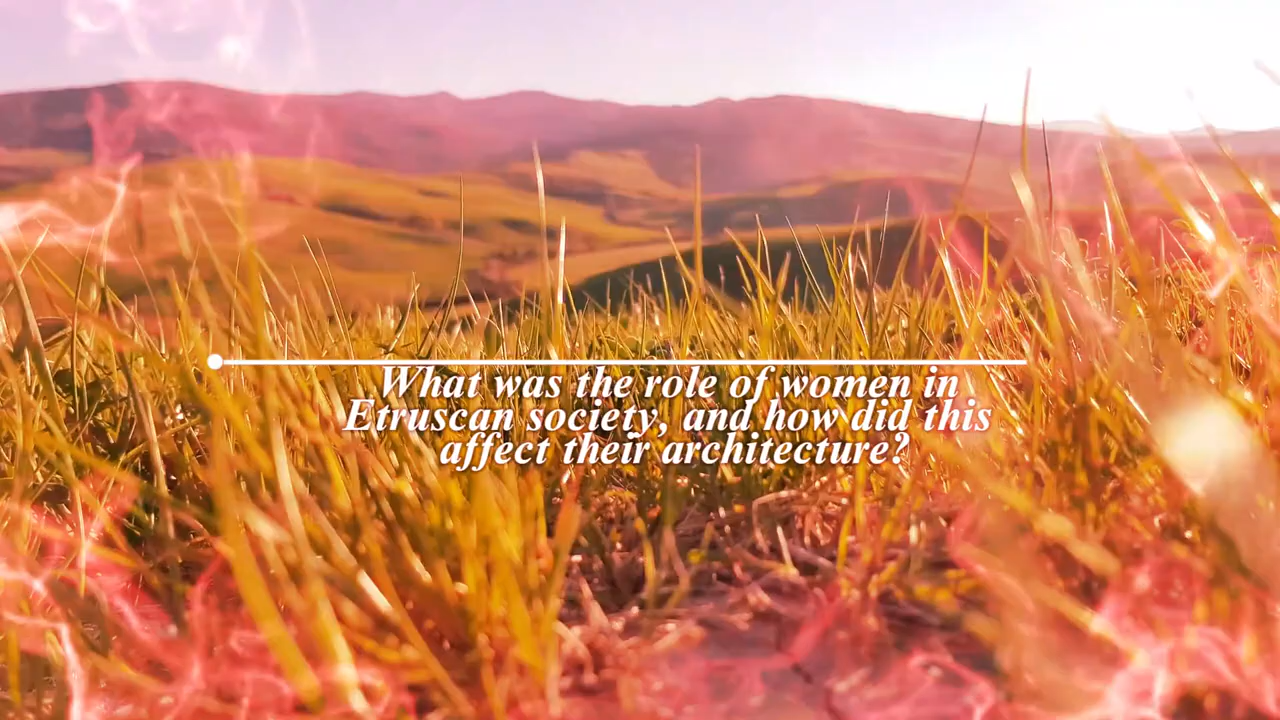 What was the role of women in
Etruscan society, and how did this
affect their architecture?